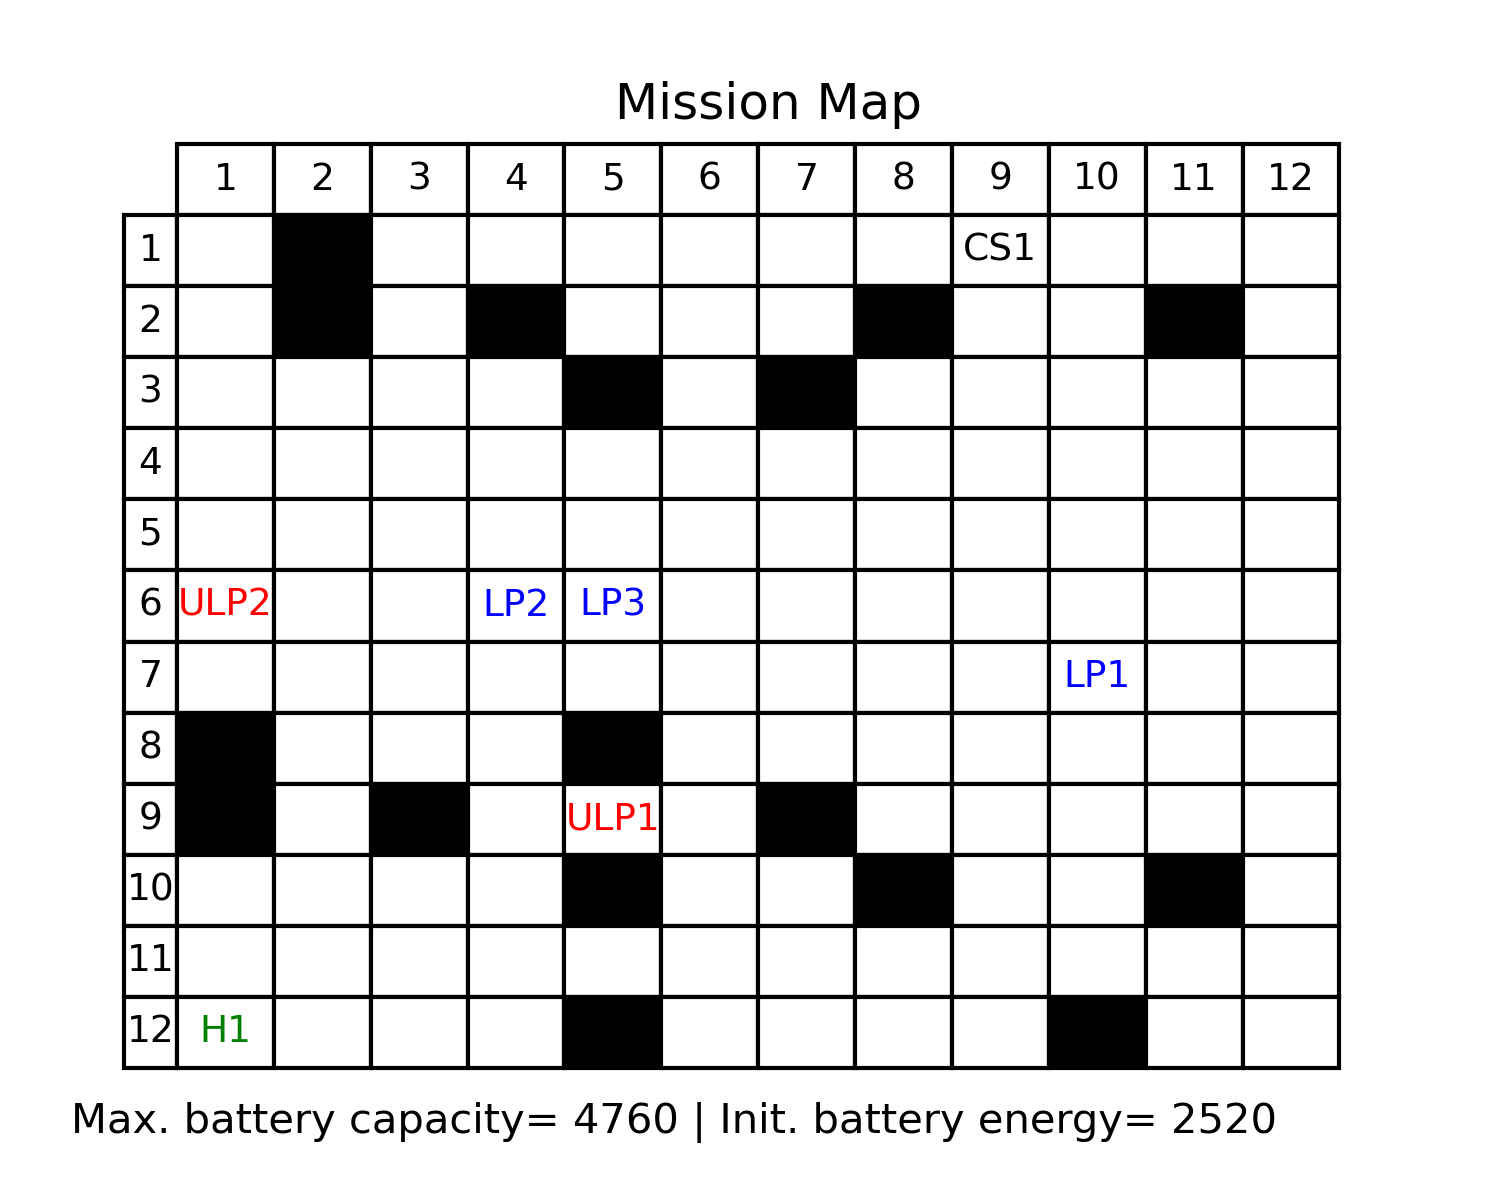 Mission Map
1 2 3 4 5 6 7 8 9 10 11 12
1 CS1
2
3
4
5
6 ULP2 LP2 LP3
7 LP1
8
9 ULP1
10
11
12 H1
Max. battery capacity= 4760 | Init. battery energy= 2520